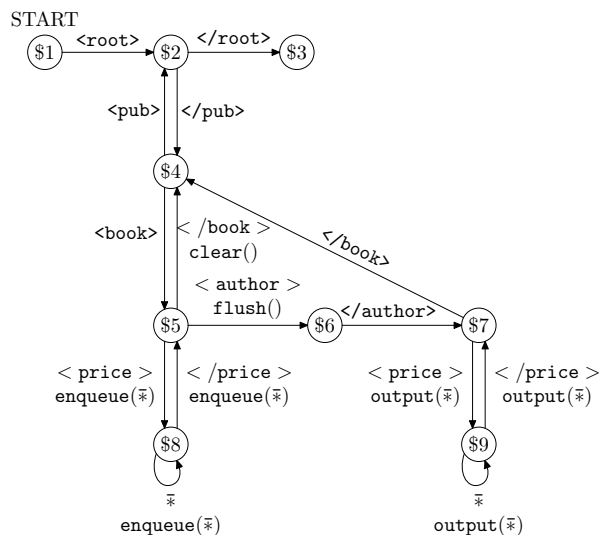 START
$1 <root> $2 </root> $3
<pub> </pub>
$4
<book> < /book >
clear()
</book>
< author >
flush()
$5 $6 </author> $7
< price > < /price > < price > < /price >
enqueue(∗̄) enqueue(∗̄) output(∗̄) output(∗̄)
$8 $9
∗̄ ∗̄
enqueue(∗̄) output(∗̄)